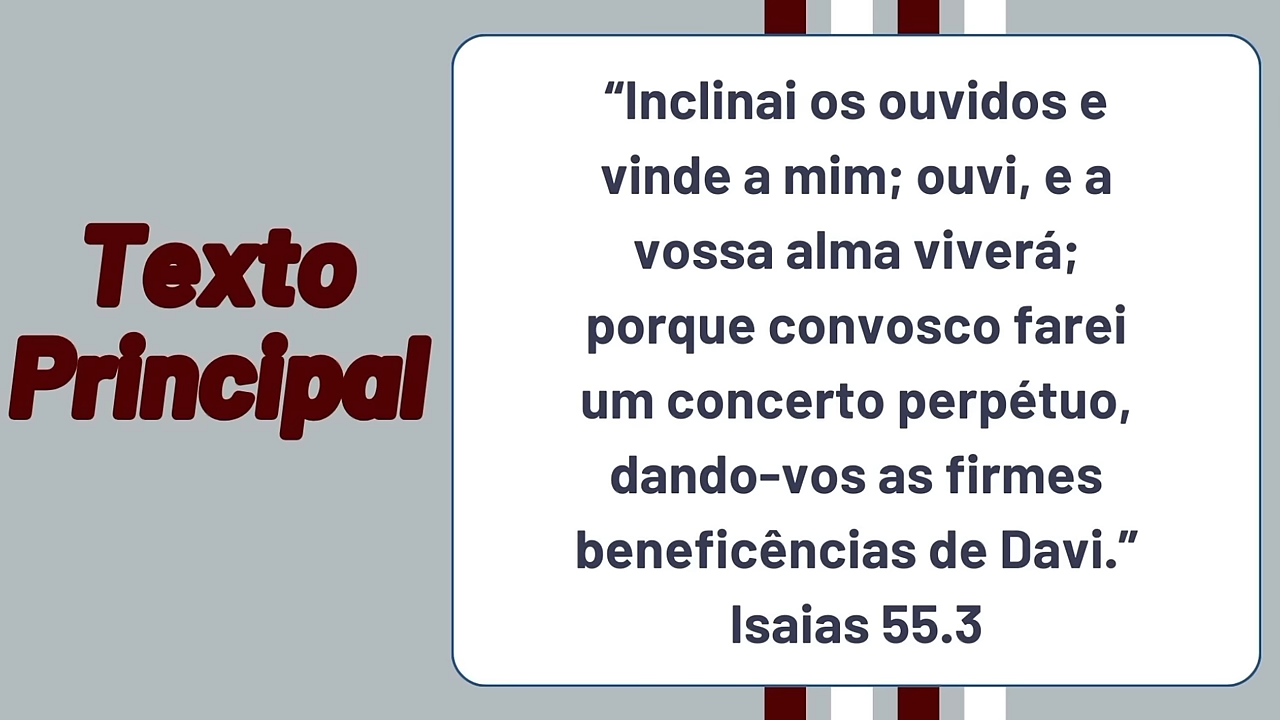 Texto
Principal
“Inclinai os ouvidos e
vinde a mim; ouvi, e a
vossa alma viverá;
porque convosco farei
um concerto perpétuo,
dando-vos as firmes
beneficências de Davi.”
Isaias 55.3